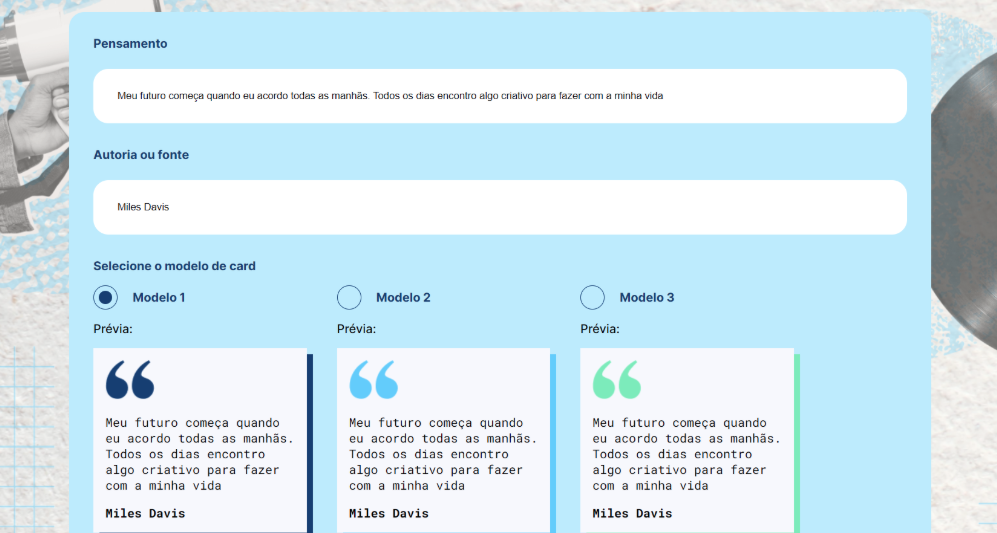 Pensamento
Meu futuro começa quando eu acordo todas as manhãs. Todos os dias encontro algo criativo para fazer com a minha vida
Autoria ou fonte
Miles Davis
Selecione o modelo de card
Modelo 1
Modelo 2
Modelo 3
Prévia:
Prévia:
Prévia:
Meu futuro começa quando
eu acordo todas as manhãs.
Todos os dias encontro
algo criativo para fazer
com a minha vida
Miles Davis
Meu futuro começa quando
eu acordo todas as manhãs.
Todos os dias encontro
algo criativo para fazer
com a minha vida
Miles Davis
Meu futuro começa quando
eu acordo todas as manhãs.
Todos os dias encontro
algo criativo para fazer
com a minha vida
Miles Davis